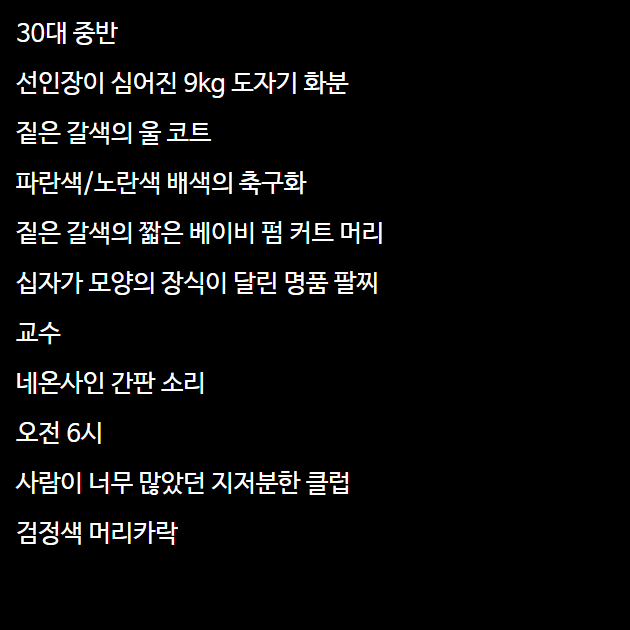 30대 중반
선인장이 심어진 9kg 도자기 화분
짙은 갈색의 울 코트
파란색/노란색 배색의 축구화
짙은 갈색의 짧은 베이비 펌 커트 머리
십자가 모양의 장식이 달린 명품 팔찌
교수
네온사인 간판 소리
오전 6시
사람이 너무 많았던 지저분한 클럽
검정색 머리카락